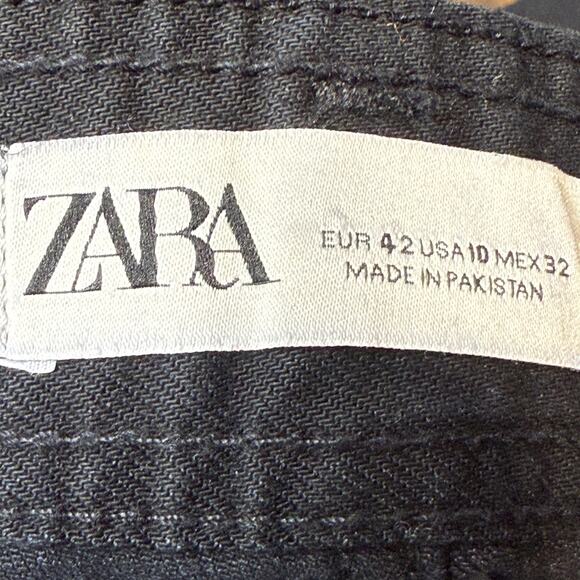 ZARA
EUR 42 USA 10 MEX 32
MADE IN PAKISTAN